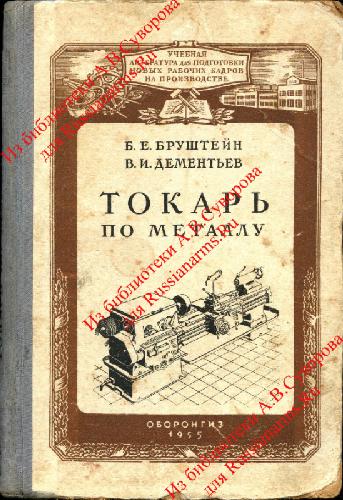 УЧЕБНАЯ
ЛИТЕРАТУРА для ПОДГОТОВКИ
НОВЫХ РАБОЧИХ КАДРОВ
НА ПРОИЗВОДСТВЕ
Б. Е. БРУШТЕЙН
В. И. ДЕМЕНТЬЕВ
ТОКАРЬ
ПО МЕТАЛЛУ
ОБОРОНГИЗ
1955
Из библиотеки А.В.Суворова
для Russianarms.Ru
Из библиотеки А.В.Суворова
для Russianarms.Ru
Из библиотеки А.В.Суворова
для Russianarms.Ru